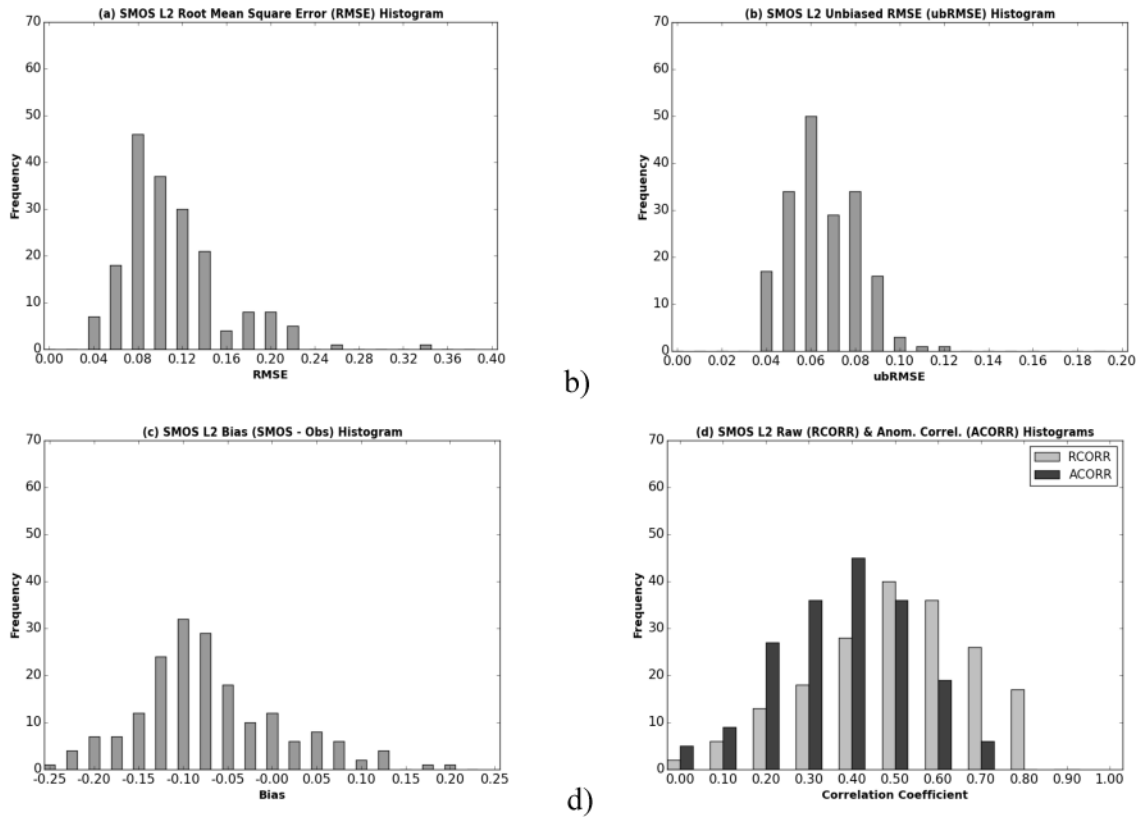 (a) SMOS L2 Root Mean Square Error (RMSE) Histogram
70
60
50
40
30
20
10
0
Frequency
0.00 0.04 0.08 0.12 0.16 0.20 0.24 0.28 0.32 0.36 0.40
RMSE
b)
(b) SMOS L2 Unbiased RMSE (ubRMSE) Histogram
70
60
50
40
30
20
10
0
Frequency
0.00 0.02 0.04 0.06 0.08 0.10 0.12 0.14 0.16 0.18 0.20
ubRMSE
(c) SMOS L2 Bias (SMOS - Obs) Histogram
70
60
50
40
30
20
10
0
Frequency
-0.25 -0.20 -0.15 -0.10 -0.05 -0.00 0.05 0.10 0.15 0.20 0.25
Bias
d)
(d) SMOS L2 Raw (RCORR) & Anom. Correl. (ACORR) Histograms
RCORR
ACORR
70
60
50
40
30
20
10
0
Frequency
0.00 0.10 0.20 0.30 0.40 0.50 0.60 0.70 0.80 0.90 1.00
Correlation Coefficient